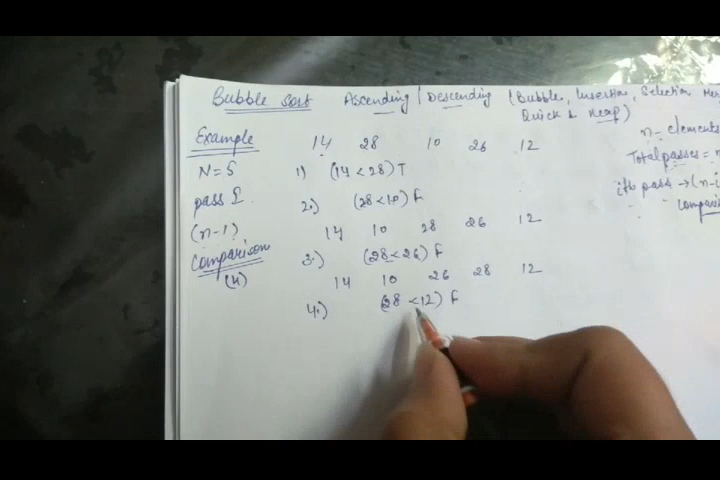 Bubble Sort Ascending | Descending (Bubble, Insertion, Selection Mer
Quick & Heap)
Example 14 28 10 26 12
N=5 1) (14 < 28) T
pass 1 2.) (28 < 10) F
(n-1) 14 10 28 26 12
Comparison 3.) (28 < 26) F
(4) 14 10 26 28 12
4.) (28 < 12) F
n- elements
Total passes = n
ith pass → (n-i
compari